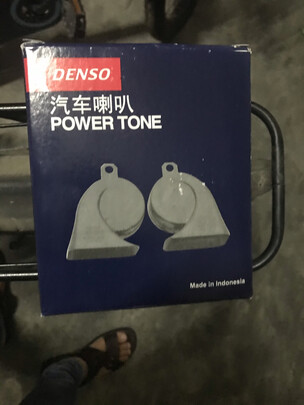 DENSO
汽车喇叭
POWER TONE
Made in Indonesia